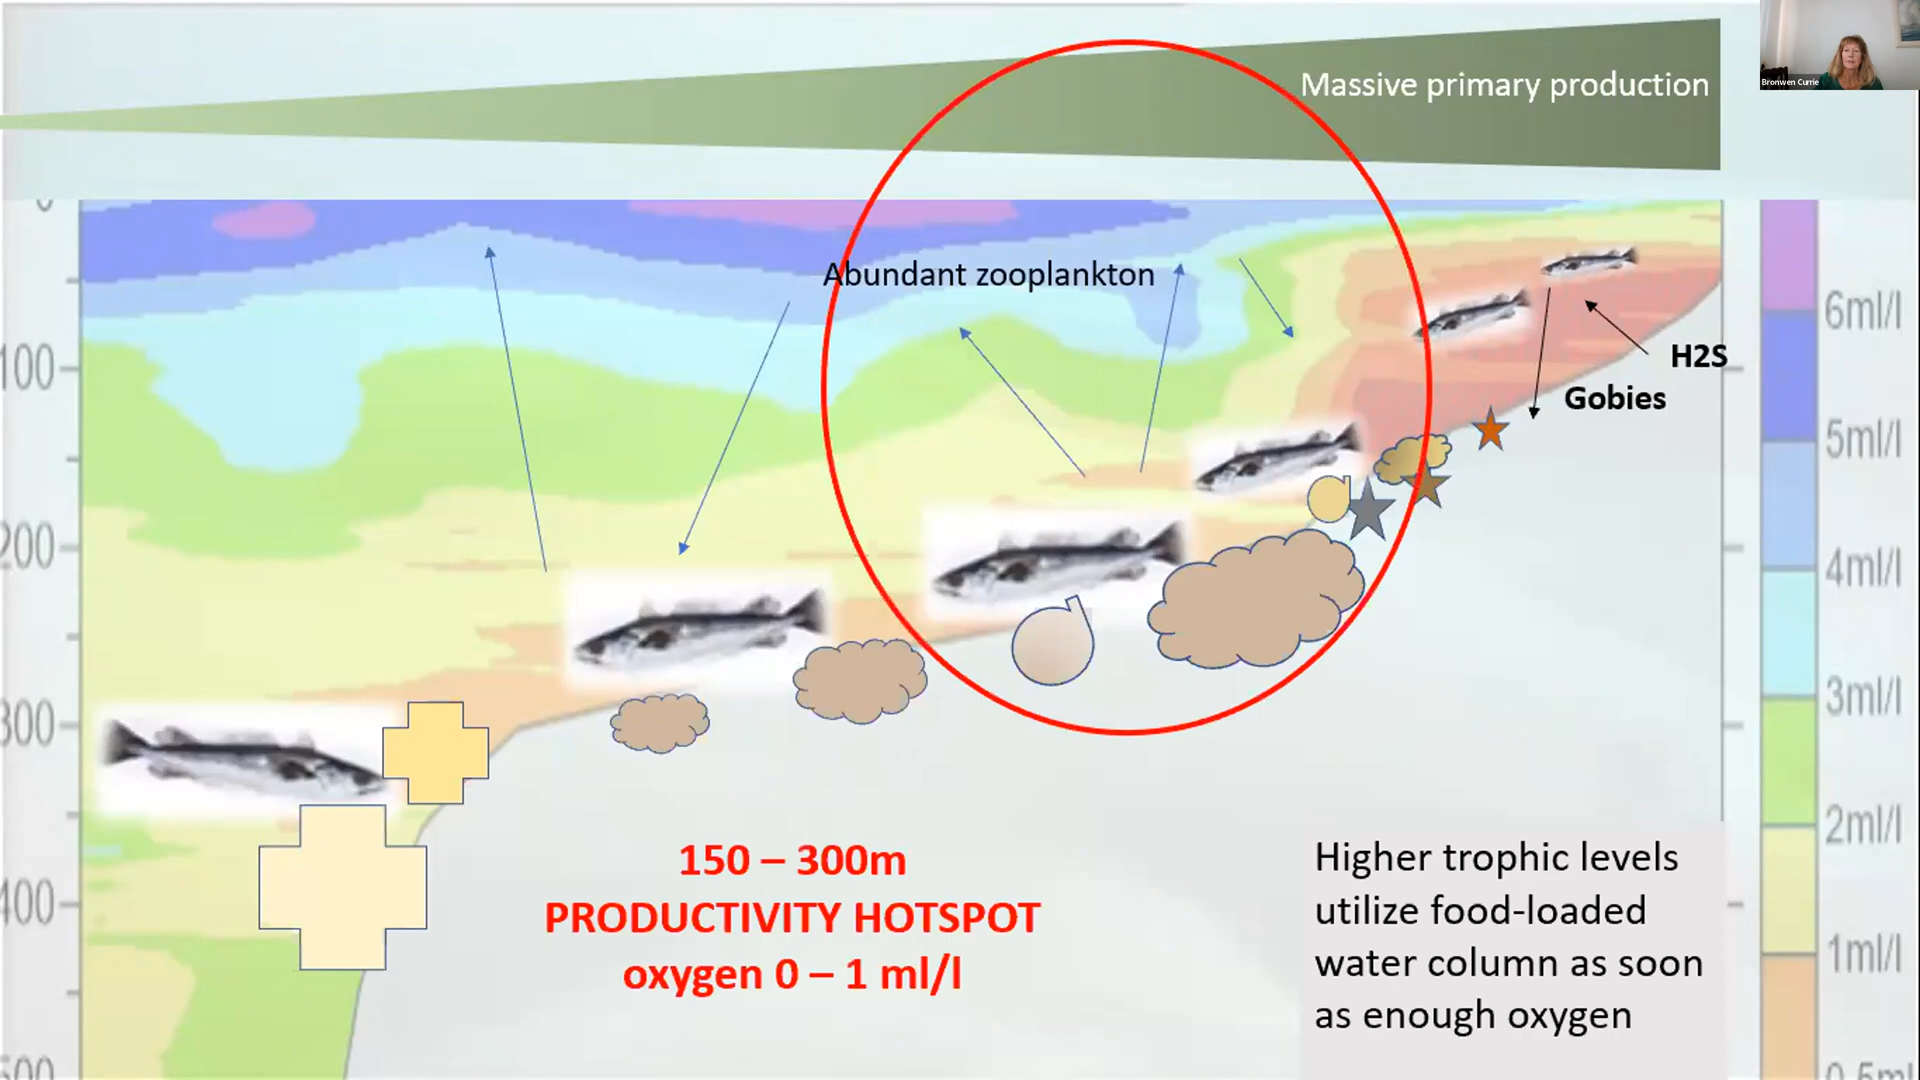 Massive primary production
Bronwen Currie
0
Abundant zooplankton
6ml/l
100
H2S
Gobies
5ml/l
200
4ml/l
300
3ml/l
150 – 300m
PRODUCTIVITY HOTSPOT
oxygen 0 – 1 ml/l
2ml/l
Higher trophic levels
utilize food-loaded
water column as soon
as enough oxygen
400
1ml/l
500
0.5ml